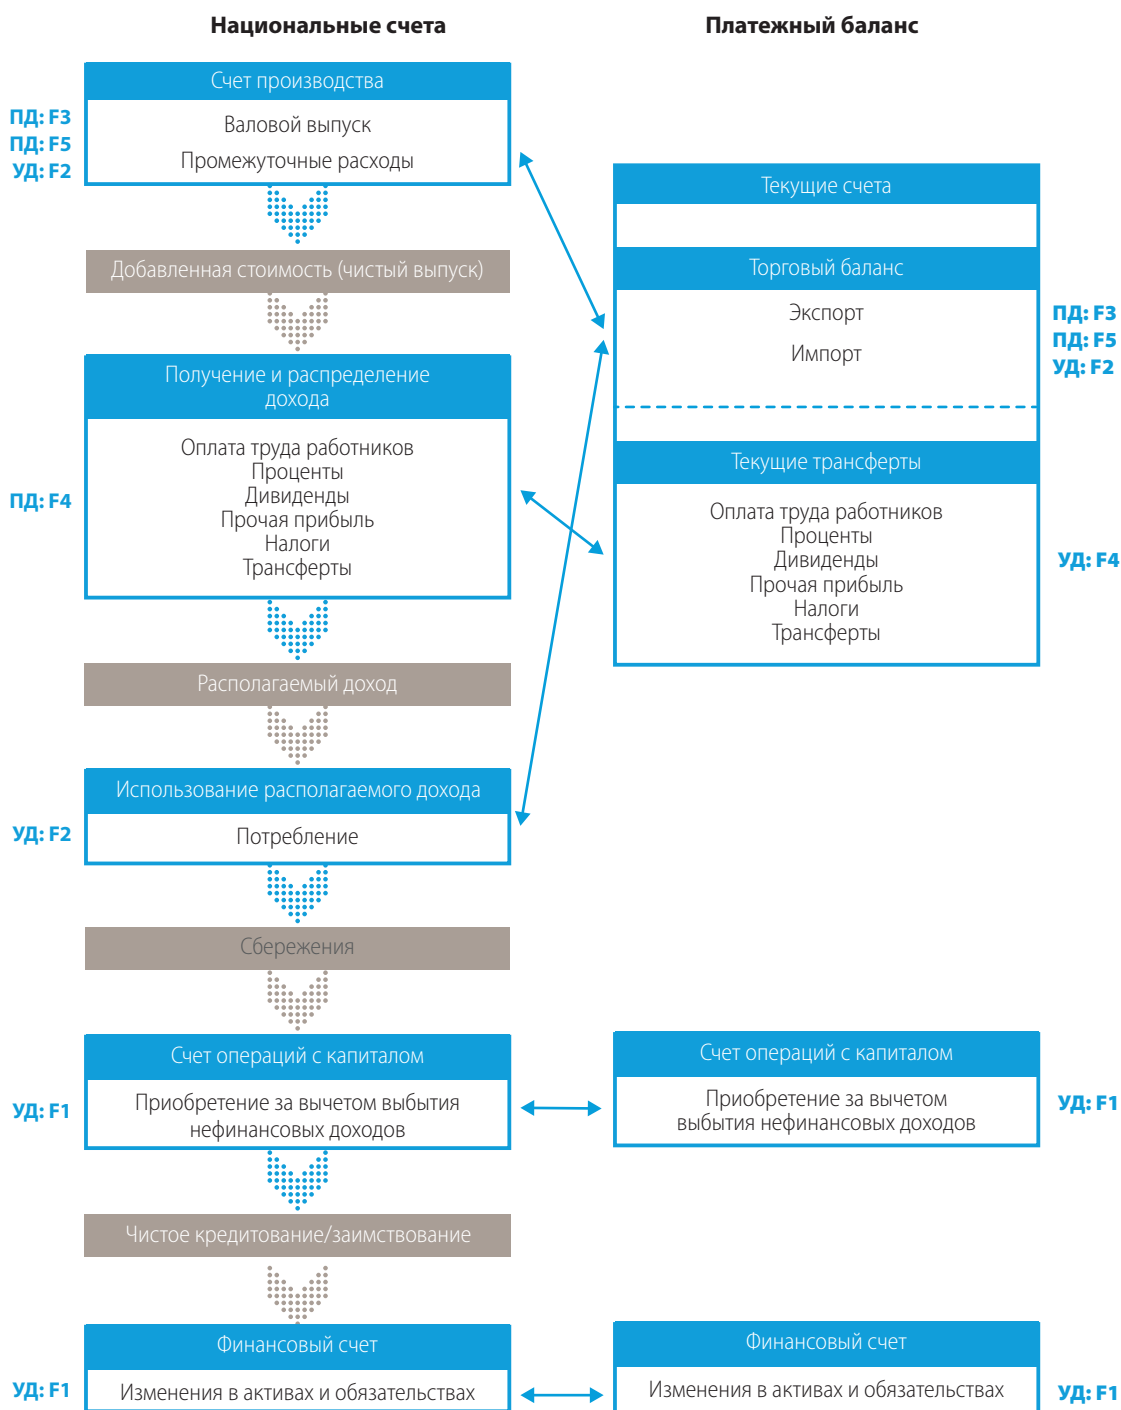 Национальные счета
Платежный баланс
Счет производства
ПД: F3
ПД: F5
УД: F2
Валовой выпуск
Промежуточные расходы
Добавленная стоимость (чистый выпуск)
Получение и распределение
дохода
ПД: F4
Оплата труда работников
Проценты
Дивиденды
Прочая прибыль
Налоги
Трансферты
Располагаемый доход
Использование располагаемого дохода
УД: F2
Потребление
Сбережения
Счет операций с капиталом
УД: F1
Приобретение за вычетом выбытия
нефинансовых доходов
Чистое кредитование/заимствование
Финансовый счет
УД: F1
Изменения в активах и обязательствах
Текущие счета
Торговый баланс
Экспорт
Импорт
ПД: F3
ПД: F5
УД: F2
Текущие трансферты
Оплата труда работников
Проценты
Дивиденды
Прочая прибыль
Налоги
Трансферты
УД: F4
Счет операций с капиталом
Приобретение за вычетом
выбытия нефинансовых доходов
УД: F1
Финансовый счет
Изменения в активах и обязательствах
УД: F1